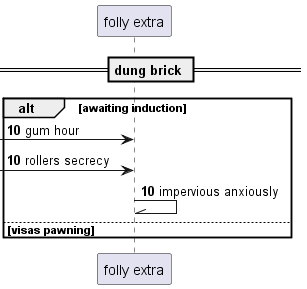 folly extra
dung brick
alt [awaiting induction]
10 gum hour
10 rollers secrecy
10 impervious anxiously
[visas pawning]
folly extra